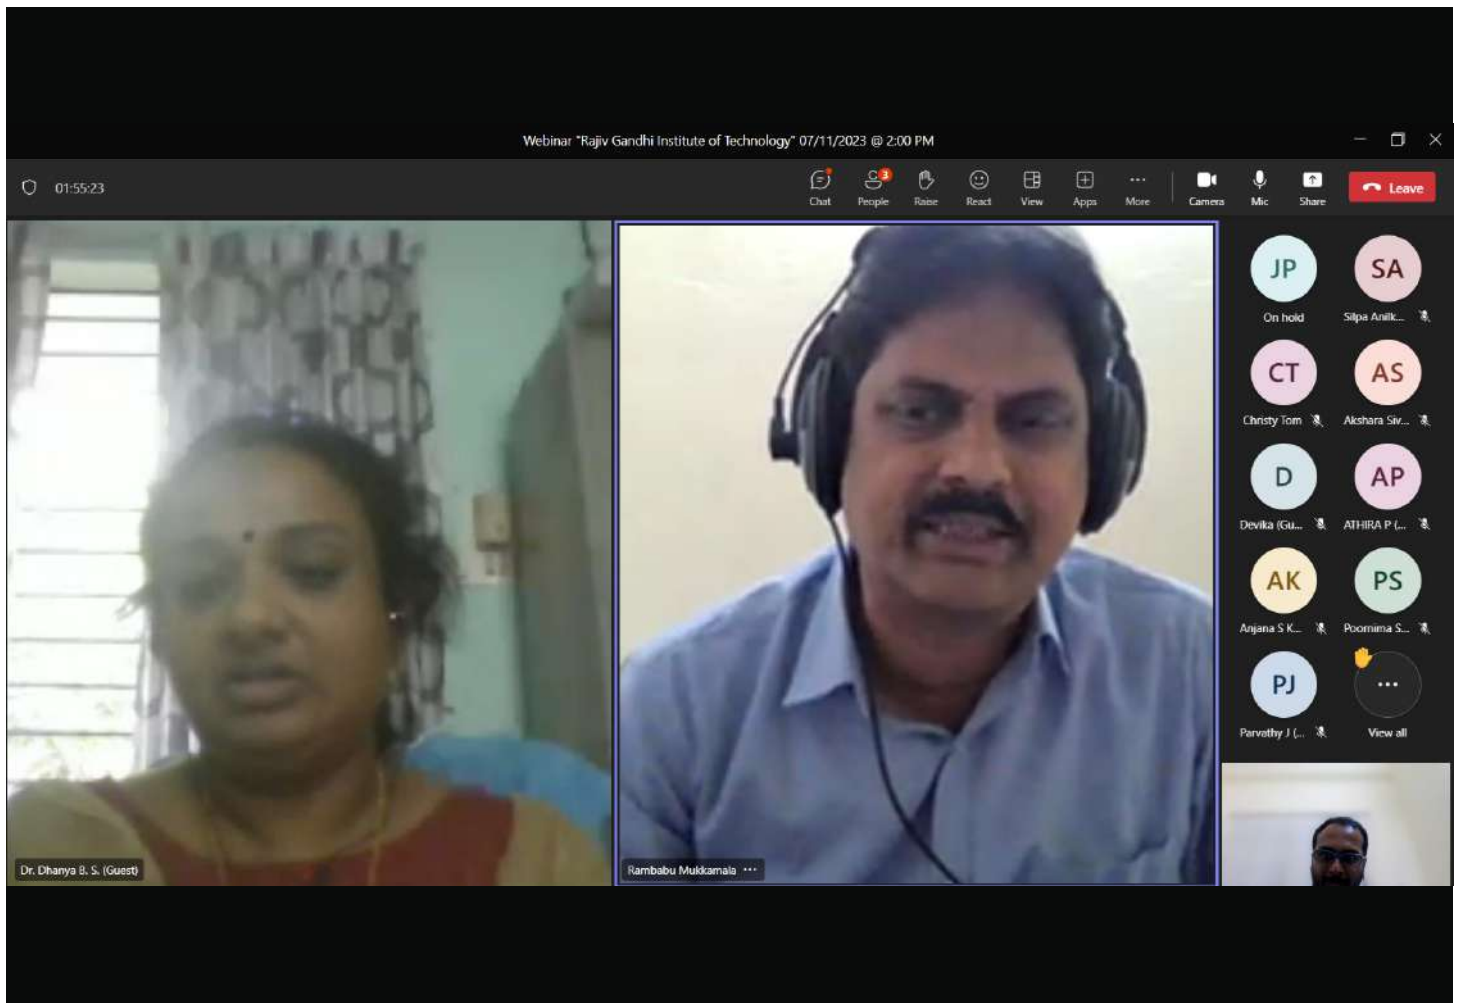 Webinar "Rajiv Gandhi Institute of Technology" 07/11/2023 @ 2:00 PM
01:55:23
3
Chat People Raise React View Apps More Camera Mic Share Leave
JP SA
On hold Silpa Anilk...
CT AS
Christy Tom Akshara Siv...
D AP
Devika (Gu... ATHIRA P (...
AK PS
Anjana S K... Poornima S...
PJ ...
Parvathy J (... View all
Dr. Dhanya B. S. (Guest) Rambabu Mukkamala ...